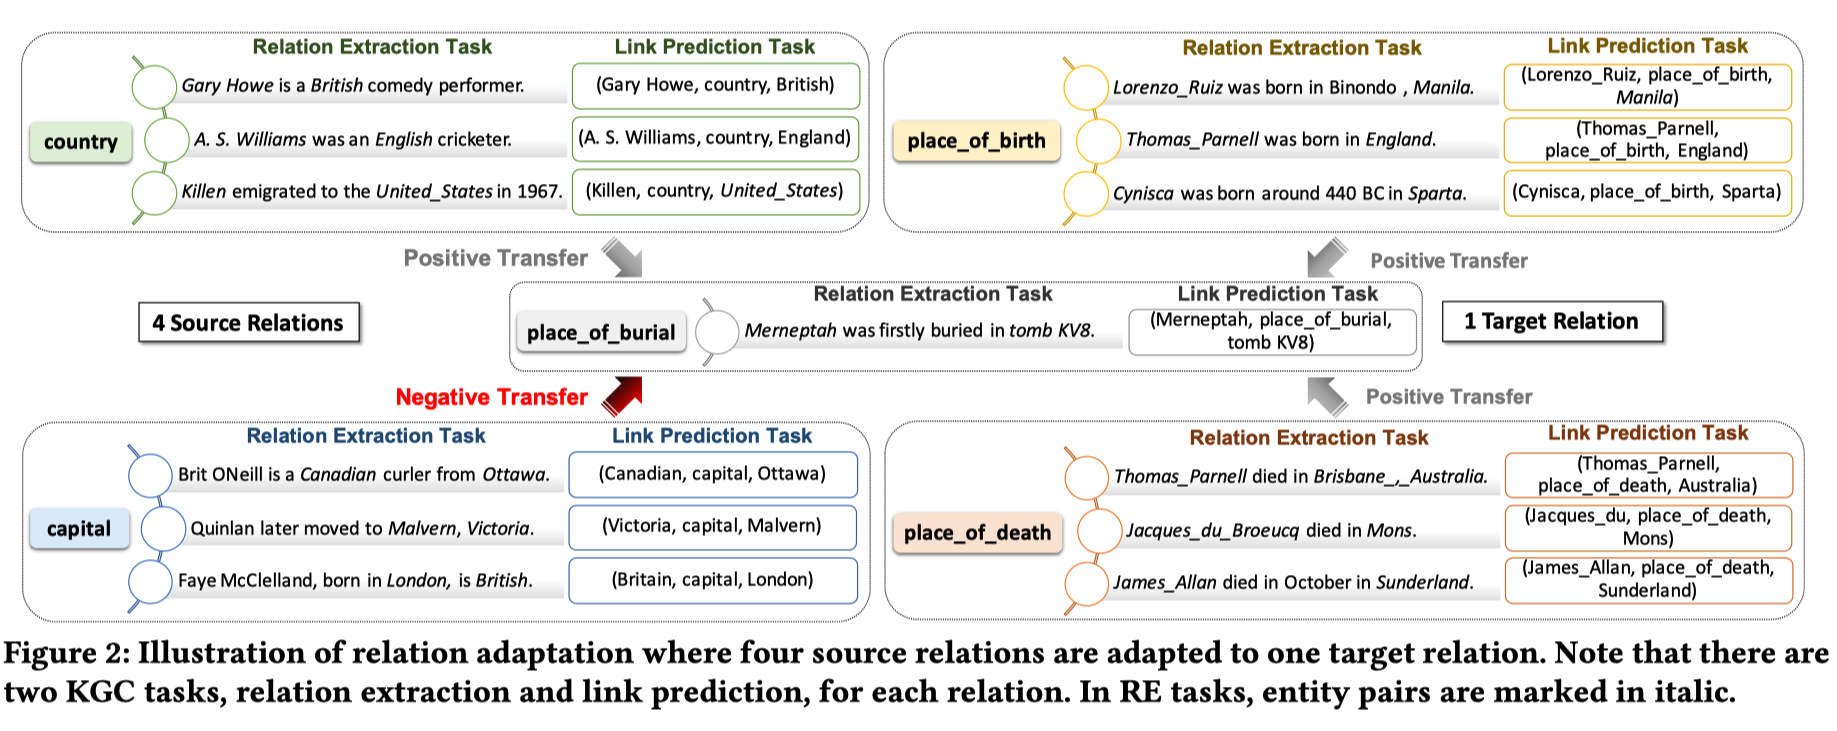 Relation Extraction Task
Link Prediction Task
country
Gary Howe is a British comedy performer.
(Gary Howe, country, British)
A. S. Williams was an English cricketer.
(A. S. Williams, country, England)
Killen emigrated to the United_States in 1967.
(Killen, country, United_States)
Relation Extraction Task
Link Prediction Task
place_of_birth
Lorenzo_Ruiz was born in Binondo , Manila.
(Lorenzo_Ruiz, place_of_birth,
Manila)
Thomas_Parnell was born in England.
(Thomas_Parnell,
place_of_birth, England)
Cynisca was born around 440 BC in Sparta.
(Cynisca, place_of_birth, Sparta)
Positive Transfer
Positive Transfer
4 Source Relations
Relation Extraction Task
Link Prediction Task
place_of_burial
Merneptah was firstly buried in tomb KV8.
(Merneptah, place_of_burial,
tomb KV8)
1 Target Relation
Negative Transfer
Positive Transfer
Relation Extraction Task
Link Prediction Task
capital
Brit ONeill is a Canadian curler from Ottawa.
(Canadian, capital, Ottawa)
Quinlan later moved to Malvern, Victoria.
(Victoria, capital, Malvern)
Faye McClelland, born in London, is British.
(Britain, capital, London)
Relation Extraction Task
Link Prediction Task
place_of_death
Thomas_Parnell died in Brisbane_,_Australia.
(Thomas_Parnell,
place_of_death, Australia)
Jacques_du_Broeucq died in Mons.
(Jacques_du, place_of_death,
Mons)
James_Allan died in October in Sunderland.
(James_Allan, place_of_death,
Sunderland)
Figure 2: Illustration of relation adaptation where four source relations are adapted to one target relation. Note that there are
two KGC tasks, relation extraction and link prediction, for each relation. In RE tasks, entity pairs are marked in italic.